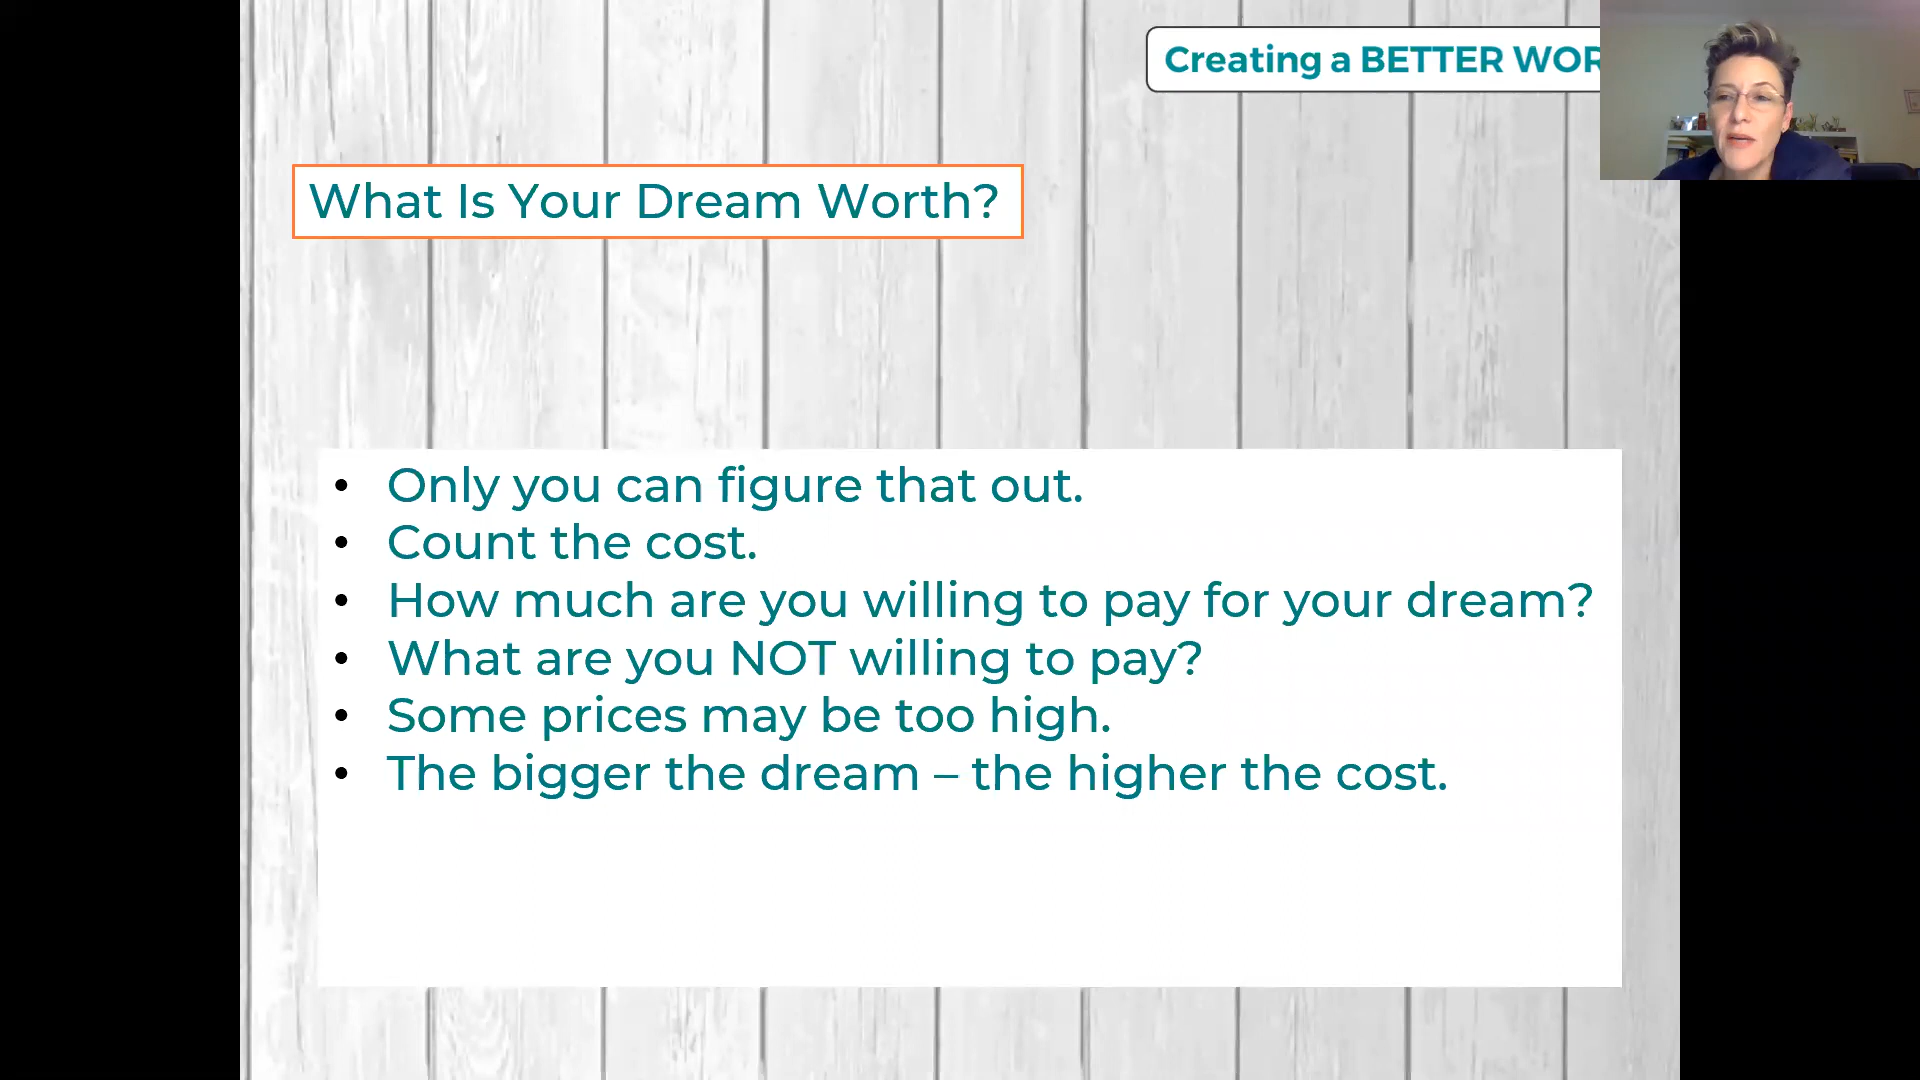 Creating a BETTER
What Is Your Dream Worth?
• Only you can figure that out.
• Count the cost.
• How much are you willing to pay for your dream?
• What are you NOT willing to pay?
• Some prices may be too high.
• The bigger the dream – the higher the cost.